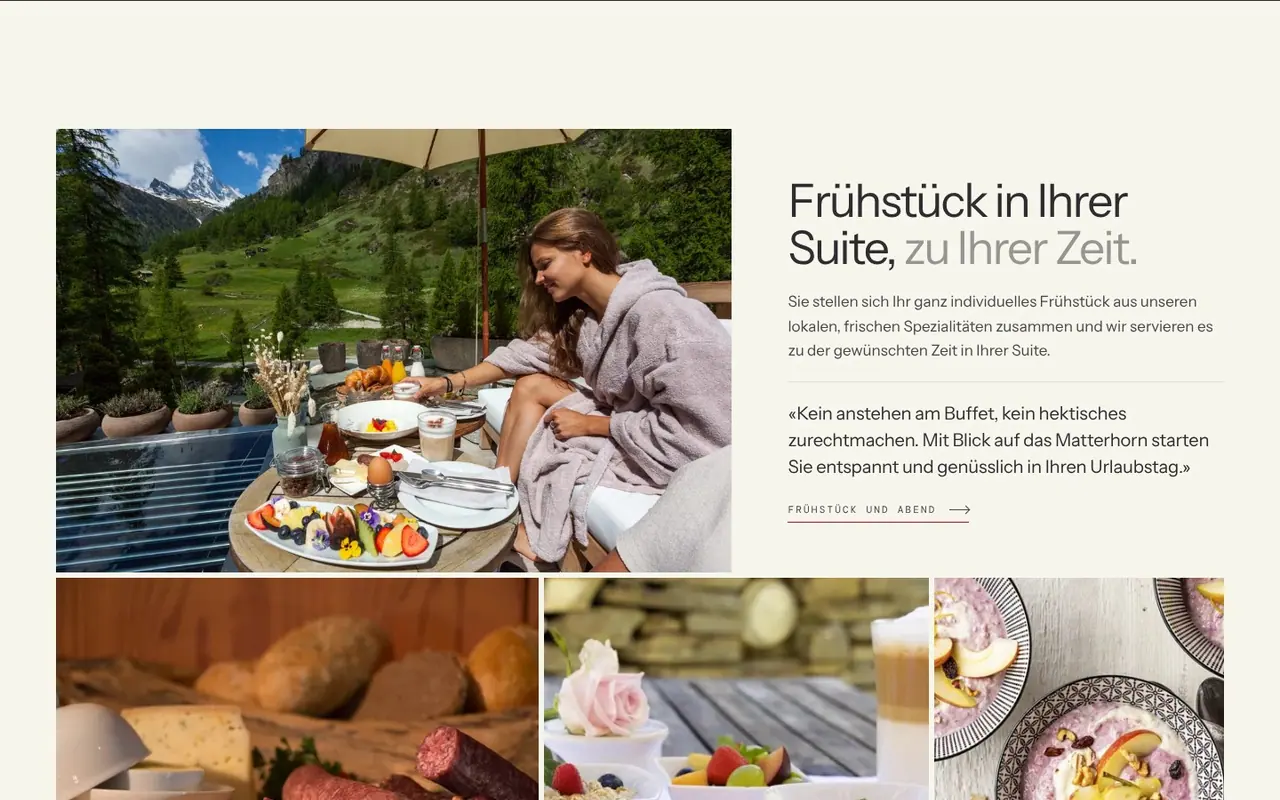 Frühstück in Ihrer
Suite, zu Ihrer Zeit.
Sie stellen sich Ihr ganz individuelles Frühstück aus unseren
lokalen, frischen Spezialitäten zusammen und wir servieren es
zu der gewünschten Zeit in Ihrer Suite.
«Kein anstehen am Buffet, kein hektisches
zurechtmachen. Mit Blick auf das Matterhorn starten
Sie entspannt und genüsslich in Ihren Urlaubstag.»
FRÜHSTÜCK UND ABEND